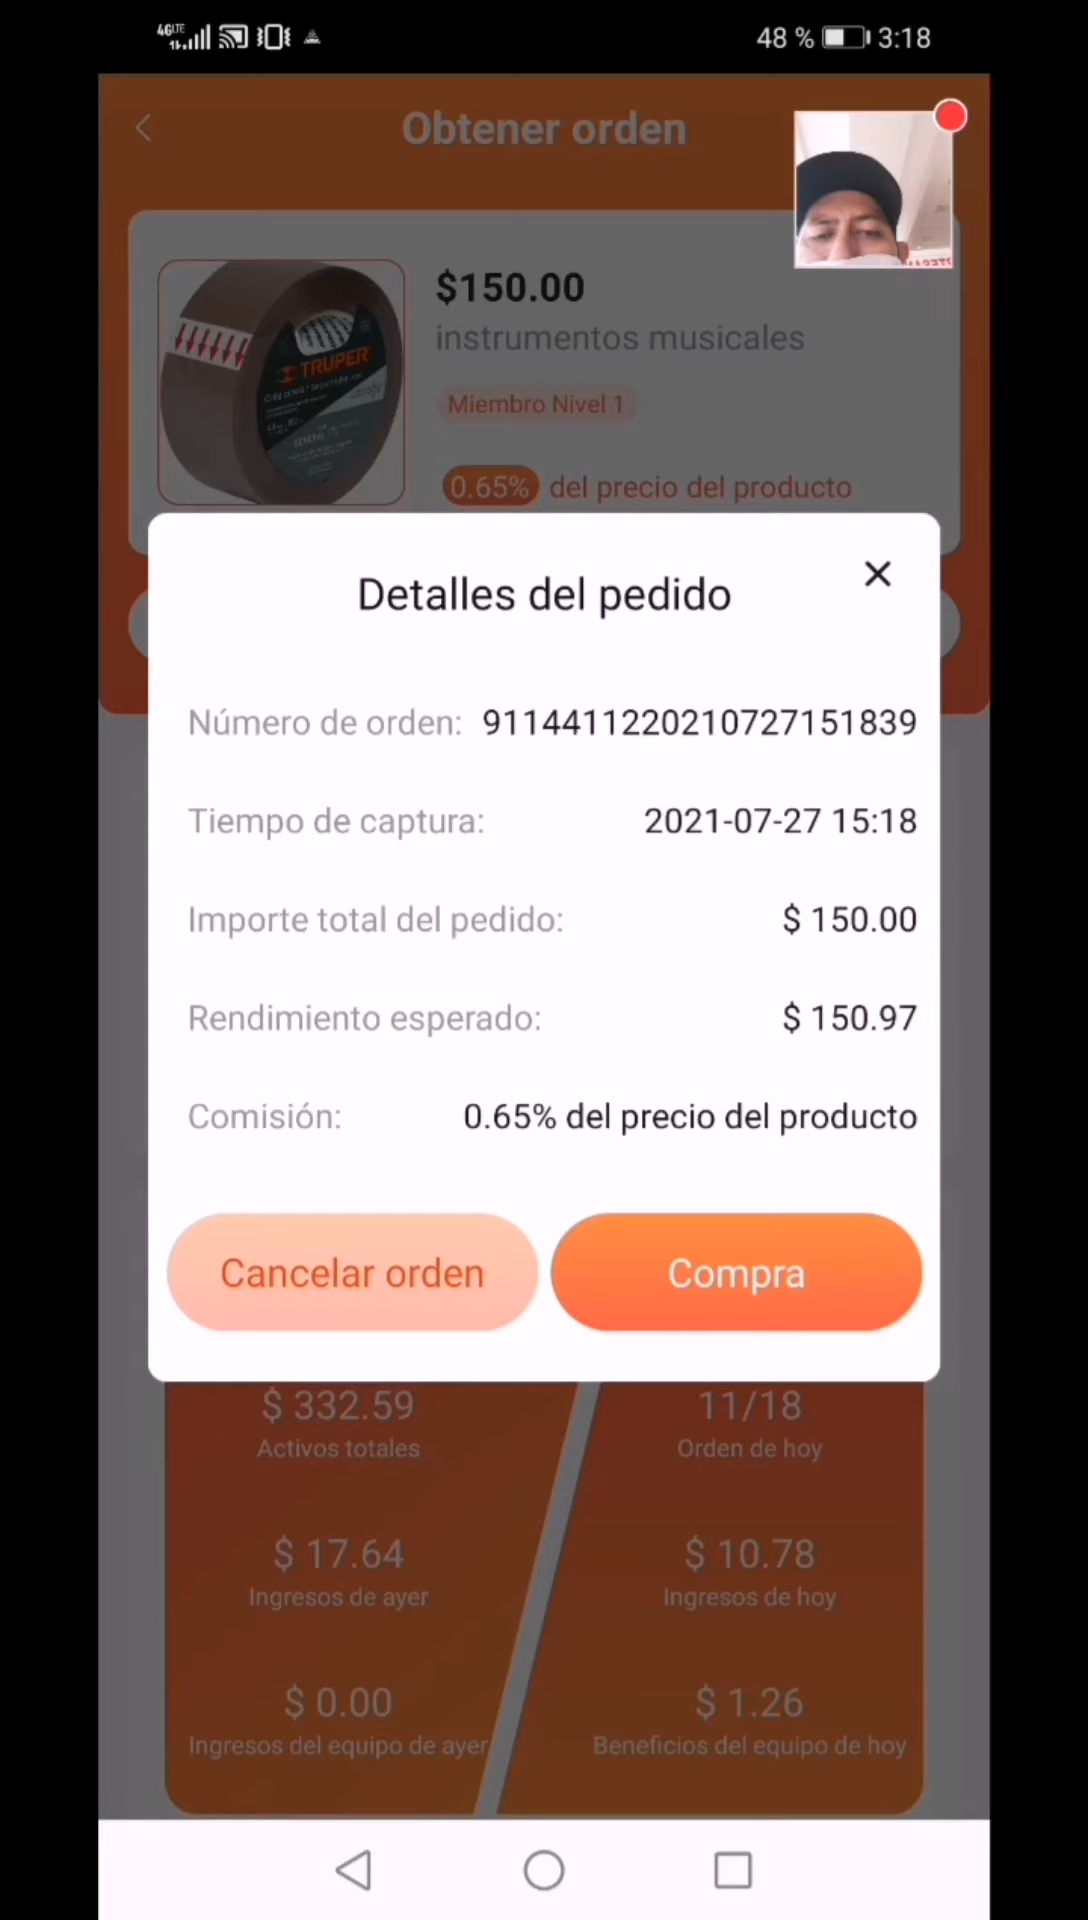 4G LTE
48 % 3:18
Obtener orden
$150.00
instrumentos musicales
Miembro Nivel 1
0.65% del precio del producto
TRUPER
Detalles del pedido
Número de orden: 9114411220210727151839
Tiempo de captura: 2021-07-27 15:18
Importe total del pedido: $ 150.00
Rendimiento esperado: $ 150.97
Comisión: 0.65% del precio del producto
Cancelar orden Compra
$ 332.59 11/18
Activos totales Orden de hoy
$ 17.64 $ 10.78
Ingresos de ayer Ingresos de hoy
$ 0.00 $ 1.26
Ingresos del equipo de ayer Beneficios del equipo de hoy